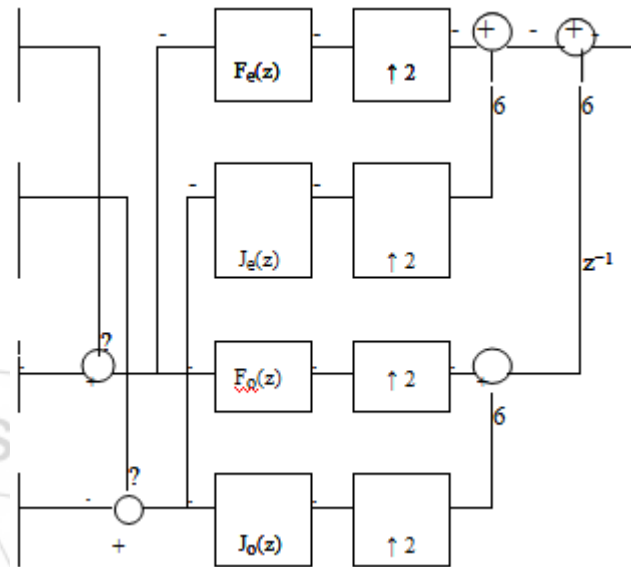 - - - + - + -
Fₑ(z) ↑ 2
6 6
- -
Jₑ(z) ↑ 2
z⁻¹
?
- + - - -
Fₒ(z) ↑ 2
6
?
- - -
Jₒ(z) ↑ 2
+